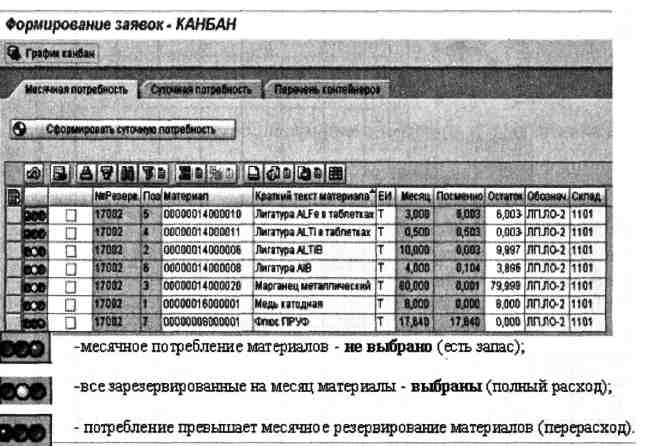 Формирование заявок - КАНБАН
График канбан
Месячная потребность Суточная потребность Перечень контейнеров
Сформировать суточную потребность
№Резерв. Поз Материал Краткий текст материала ЕИ Месяц Посменно Остаток Обознач. Склад
17082 5 00000014000010 Лигатура ALFe в таблетках Т 3,000 0,003 6,003- ЛП.ЛО-2 1101
17082 4 00000014000011 Лигатура ALTi в таблетках Т 0,500 0,503 0,003- ЛП.ЛО-2 1101
17082 2 00000014000006 Лигатура ALTiB Т 10,000 0,003 9,997 ЛП.ЛО-2 1101
17082 6 00000014000008 Лигатура AlB Т 4,000 0,104 3,896 ЛП.ЛО-2 1101
17082 3 00000014000020 Марганец металлический Т 80,000 0,001 79,999 ЛП.ЛО-2 1101
17082 1 00000016000001 Медь катодная Т 8,000 0,000 8,000 ЛП.ЛО-2 1101
17082 7 00000008000001 Флюс ПРУФ Т 17,640 17,640 0,000 ЛП.ЛО-2 1101
-месячное потребление материалов - не выбрано (есть запас);
-все зарезервированные на месяц материалы - выбраны (полный расход);
- потребление превышает месячное резервирование материалов (перерасход).